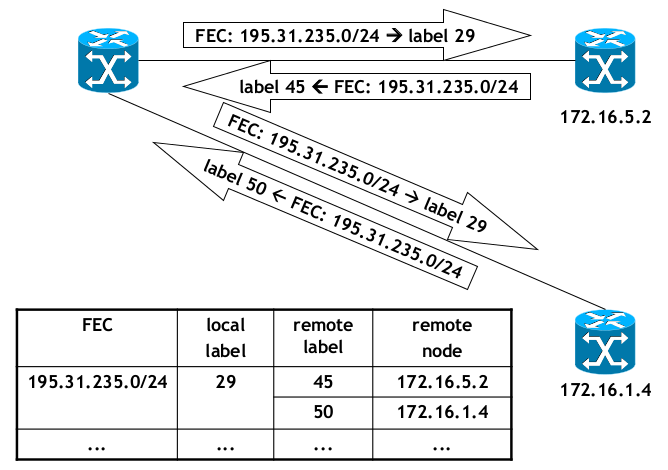 FEC: 195.31.235.0/24 → label 29
label 45 ← FEC: 195.31.235.0/24
172.16.5.2
FEC: 195.31.235.0/24 → label 29
label 50 ← FEC: 195.31.235.0/24
172.16.1.4
FEC local label remote label remote node
195.31.235.0/24 29 45 172.16.5.2
50 172.16.1.4
... ... ... ...